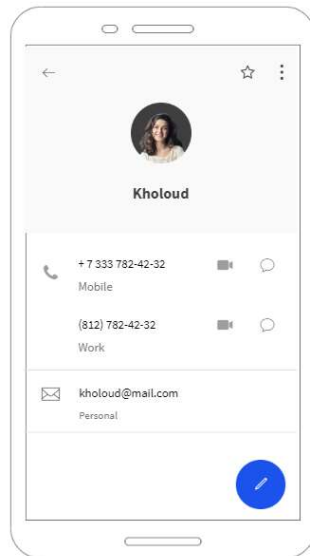 Kholoud
+ 7 333 782-42-32
Mobile
(812) 782-42-32
Work
kholoud@mail.com
Personal